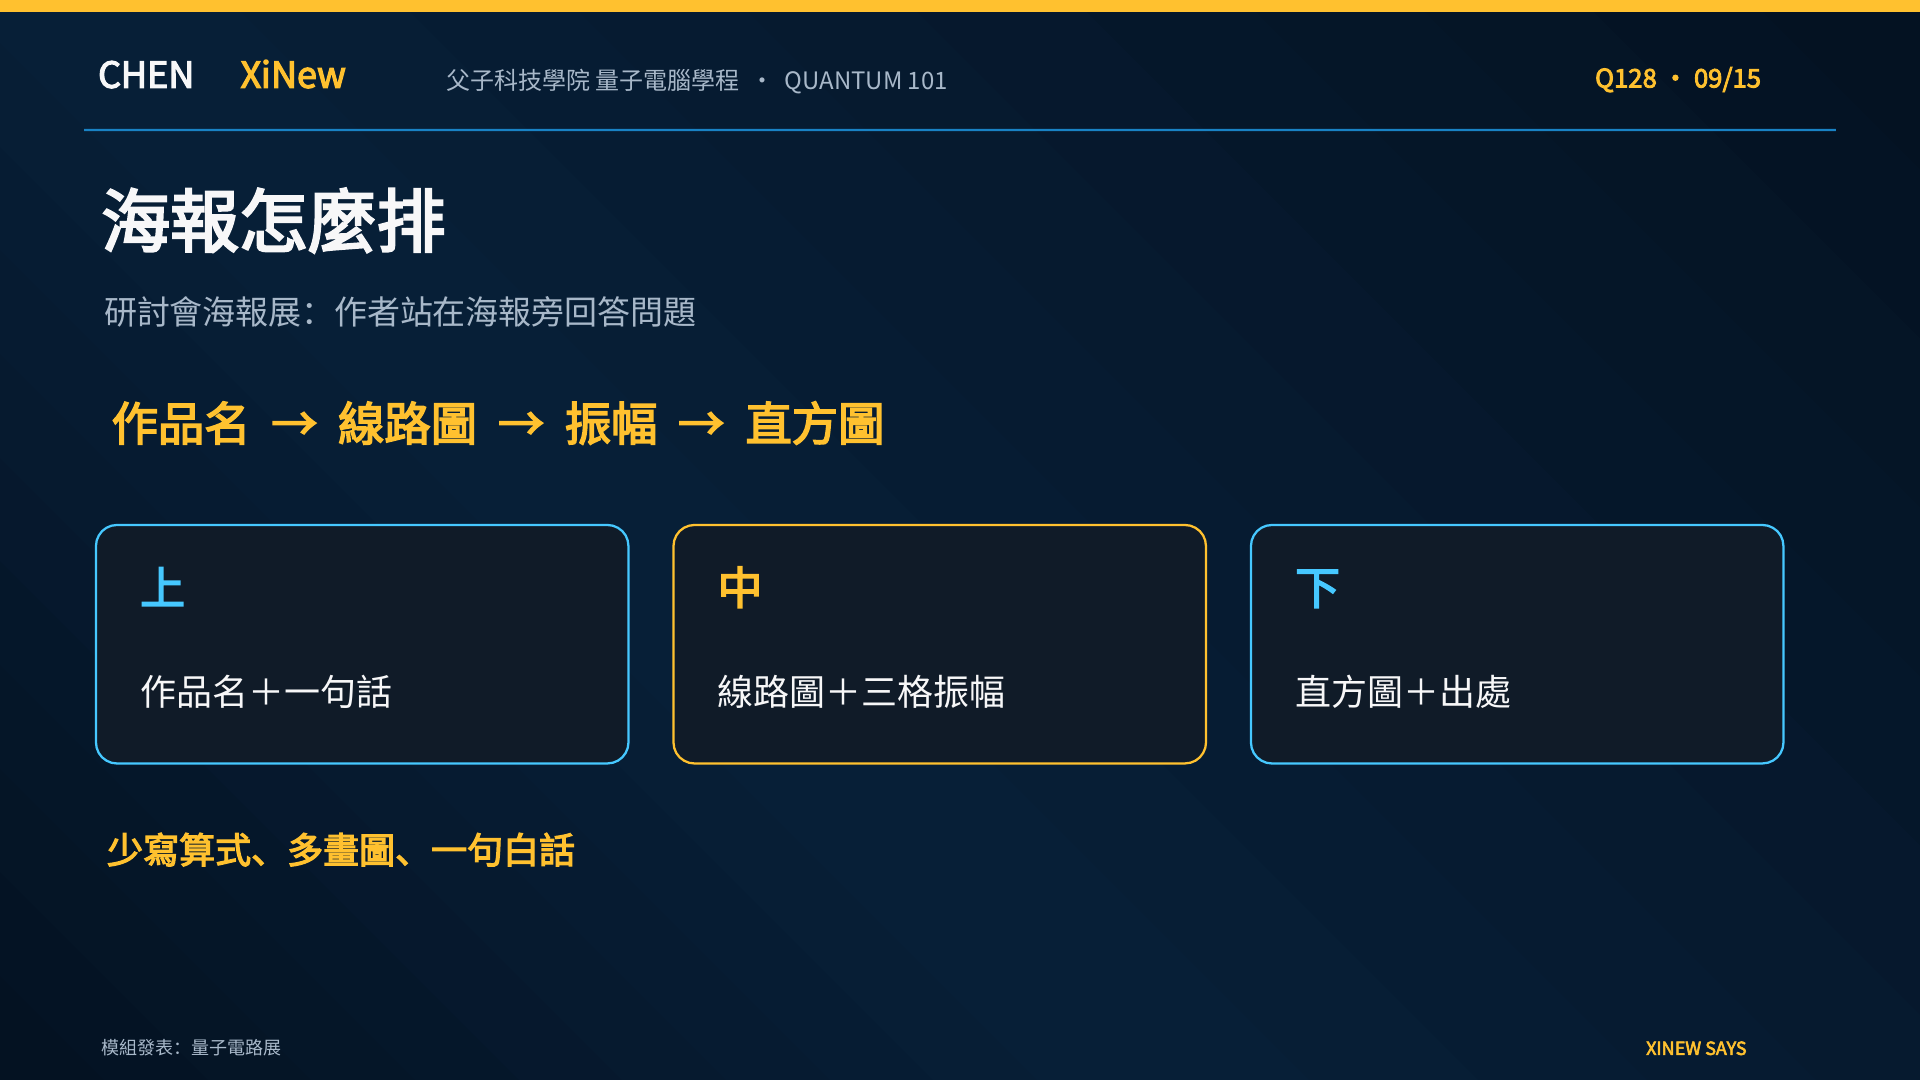 CHEN XiNew 父子科技學院 量子電腦學程 • QUANTUM 101 Q128 • 09/15
海報怎麼排
研討會海報展：作者站在海報旁回答問題
作品名 → 線路圖 → 振幅 → 直方圖
上
作品名＋一句話
中
線路圖＋三格振幅
下
直方圖＋出處
少寫算式、多畫圖、一句白話
模組發表：量子電路展
XINEW SAYS